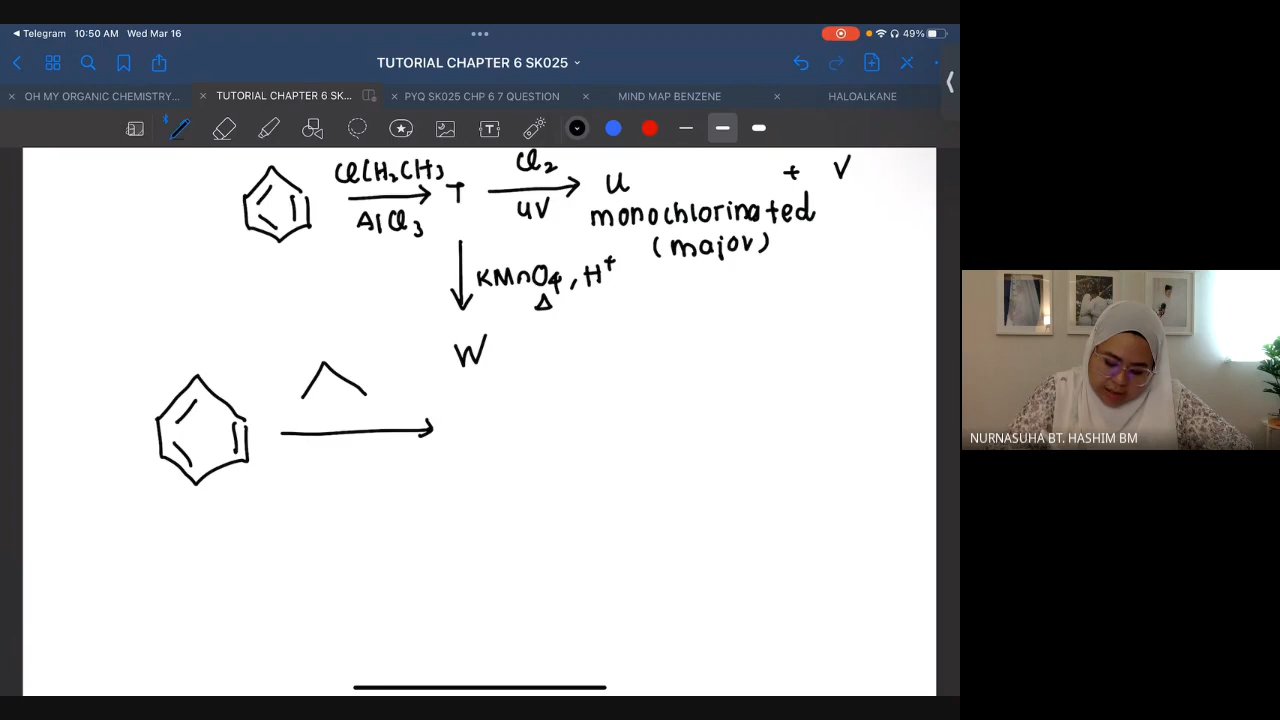 Telegram 10:50 AM Wed Mar 16 49%
TUTORIAL CHAPTER 6 SK025
OH MY ORGANIC CHEMISTRY... TUTORIAL CHAPTER 6 SK... PYQ SK025 CHP 6 7 QUESTION MIND MAP BENZENE HALOALKANE
ClCH2CH3
AlCl3
T
Cl2
UV
U
+ V
monochlorinated
(major)
KMnO4, H+
Δ
W
NURNASUHA BT. HASHIM BM